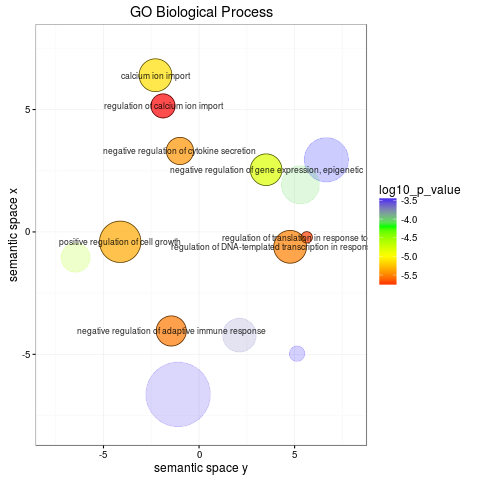 GO Biological Process
calcium ion import
regulation of calcium ion import
negative regulation of cytokine secretion
negative regulation of gene expression, epigenetic
regulation of translation in response to
positive regulation of cell growth
regulation of DNA-templated transcription in respon
negative regulation of adaptive immune response
5
0
-5
-5
0
5
semantic space x
semantic space y
log10_p_value
-3.5
-4.0
-4.5
-5.0
-5.5